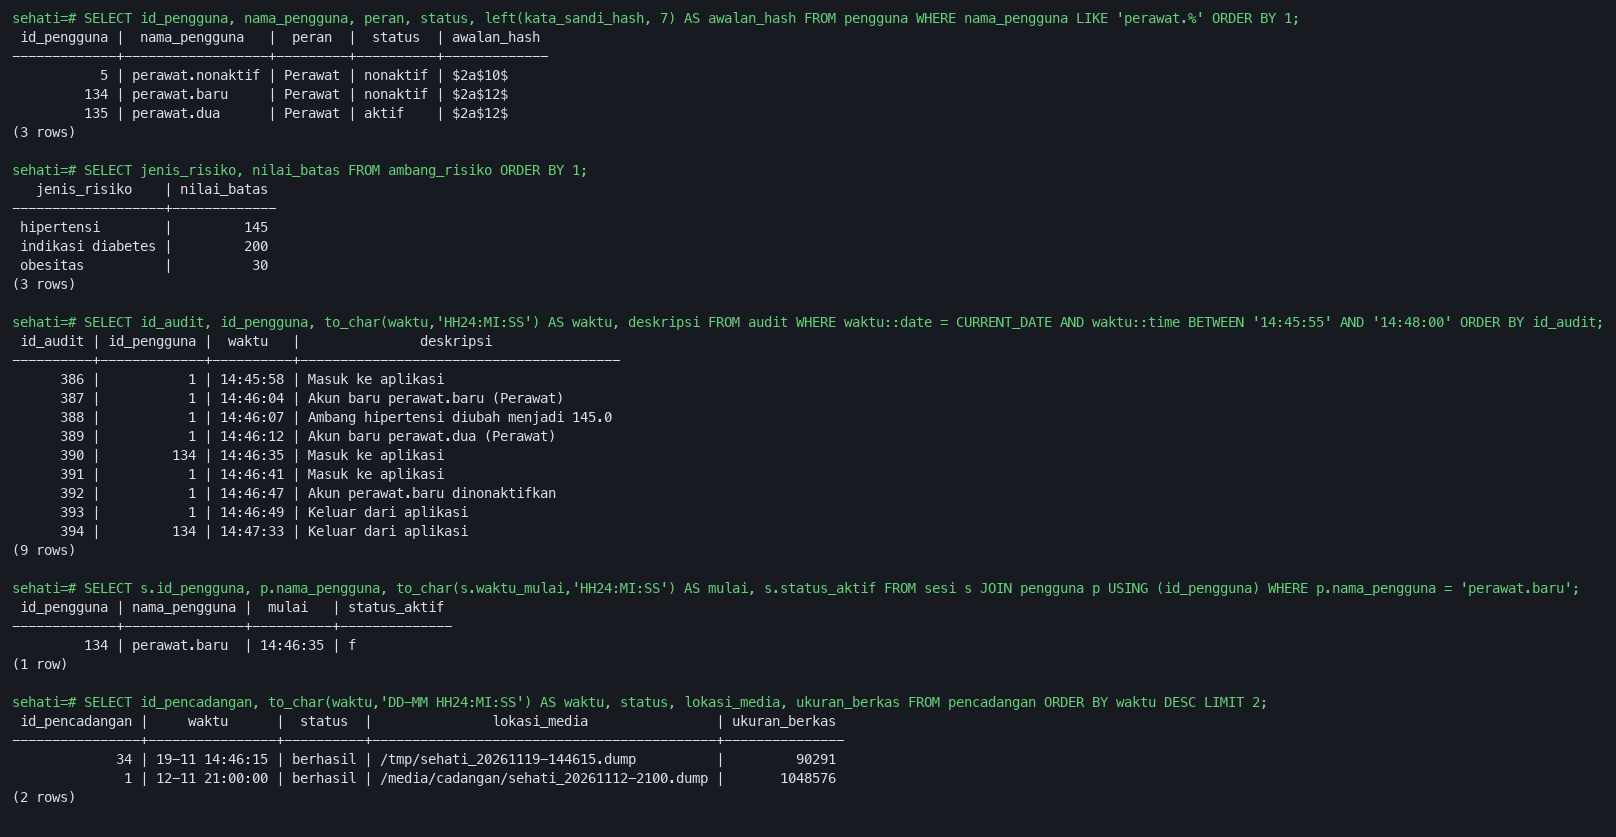 sehati=# SELECT id_pengguna, nama_pengguna, peran, status, left(kata_sandi_hash, 7) AS awalan_hash FROM pengguna WHERE nama_pengguna LIKE 'perawat.%' ORDER BY 1;
 id_pengguna |  nama_pengguna   |  peran  |  status  | awalan_hash
-------------+------------------+---------+----------+-------------
           5 | perawat.nonaktif | Perawat | nonaktif | $2a$10$
         134 | perawat.baru     | Perawat | nonaktif | $2a$12$
         135 | perawat.dua      | Perawat | aktif    | $2a$12$
(3 rows)

sehati=# SELECT jenis_risiko, nilai_batas FROM ambang_risiko ORDER BY 1;
   jenis_risiko    | nilai_batas
-------------------+-------------
 hipertensi        |         145
 indikasi diabetes |         200
 obesitas          |          30
(3 rows)

sehati=# SELECT id_audit, id_pengguna, to_char(waktu,'HH24:MI:SS') AS waktu, deskripsi FROM audit WHERE waktu::date = CURRENT_DATE AND waktu::time BETWEEN '14:45:55' AND '14:48:00' ORDER BY id_audit;
 id_audit | id_pengguna |  waktu   |               deskripsi
----------+-------------+----------+---------------------------------------
      386 |           1 | 14:45:58 | Masuk ke aplikasi
      387 |           1 | 14:46:04 | Akun baru perawat.baru (Perawat)
      388 |           1 | 14:46:07 | Ambang hipertensi diubah menjadi 145.0
      389 |           1 | 14:46:12 | Akun baru perawat.dua (Perawat)
      390 |         134 | 14:46:35 | Masuk ke aplikasi
      391 |           1 | 14:46:41 | Masuk ke aplikasi
      392 |           1 | 14:46:47 | Akun perawat.baru dinonaktifkan
      393 |           1 | 14:46:49 | Keluar dari aplikasi
      394 |         134 | 14:47:33 | Keluar dari aplikasi
(9 rows)

sehati=# SELECT s.id_pengguna, p.nama_pengguna, to_char(s.waktu_mulai,'HH24:MI:SS') AS mulai, s.status_aktif FROM sesi s JOIN pengguna p USING (id_pengguna) WHERE p.nama_pengguna = 'perawat.baru';
 id_pengguna | nama_pengguna |  mulai   | status_aktif
-------------+---------------+----------+--------------
         134 | perawat.baru  | 14:46:35 | f
(1 row)

sehati=# SELECT id_pencadangan, to_char(waktu,'DD-MM HH24:MI:SS') AS waktu, status, lokasi_media, ukuran_berkas FROM pencadangan ORDER BY waktu DESC LIMIT 2;
 id_pencadangan |     waktu      |  status  |               lokasi_media                | ukuran_berkas
----------------+----------------+----------+-------------------------------------------+---------------
             34 | 19-11 14:46:15 | berhasil | /tmp/sehati_20261119-144615.dump          |         90291
              1 | 12-11 21:00:00 | berhasil | /media/cadangan/sehati_20261112-2100.dump |       1048576
(2 rows)